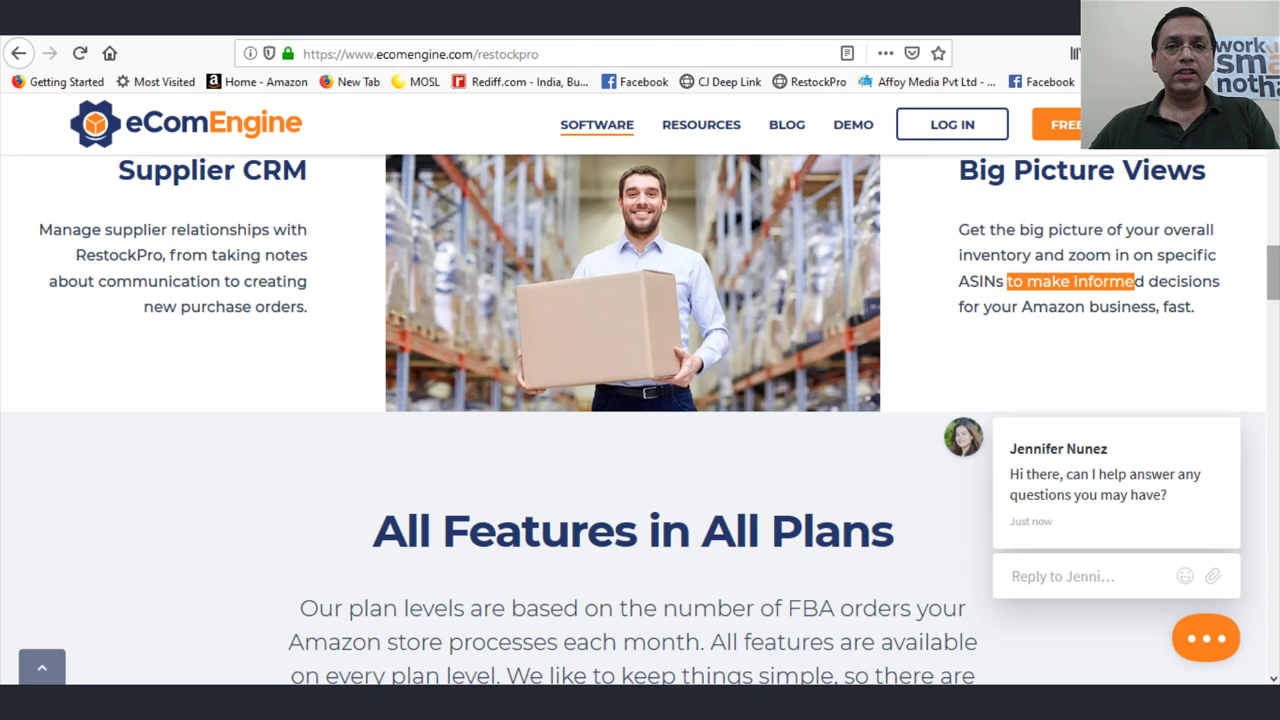 https://www.ecomengine.com/restockpro
Getting Started Most Visited Home - Amazon New Tab MOSL Rediff.com - India, Bu... Facebook CJ Deep Link RestockPro Affoy Media Pvt Ltd - ... Facebook
work
sm
notha
eComEngine
SOFTWARE RESOURCES BLOG DEMO LOG IN FREE
Supplier CRM
Manage supplier relationships with
RestockPro, from taking notes
about communication to creating
new purchase orders.
Big Picture Views
Get the big picture of your overall
inventory and zoom in on specific
ASINs to make informed decisions
for your Amazon business, fast.
Jennifer Nunez
Hi there, can I help answer any
questions you may have?
Just now
Reply to Jenni...
All Features in All Plans
Our plan levels are based on the number of FBA orders your
Amazon store processes each month. All features are available
on every plan level. We like to keep things simple, so there are